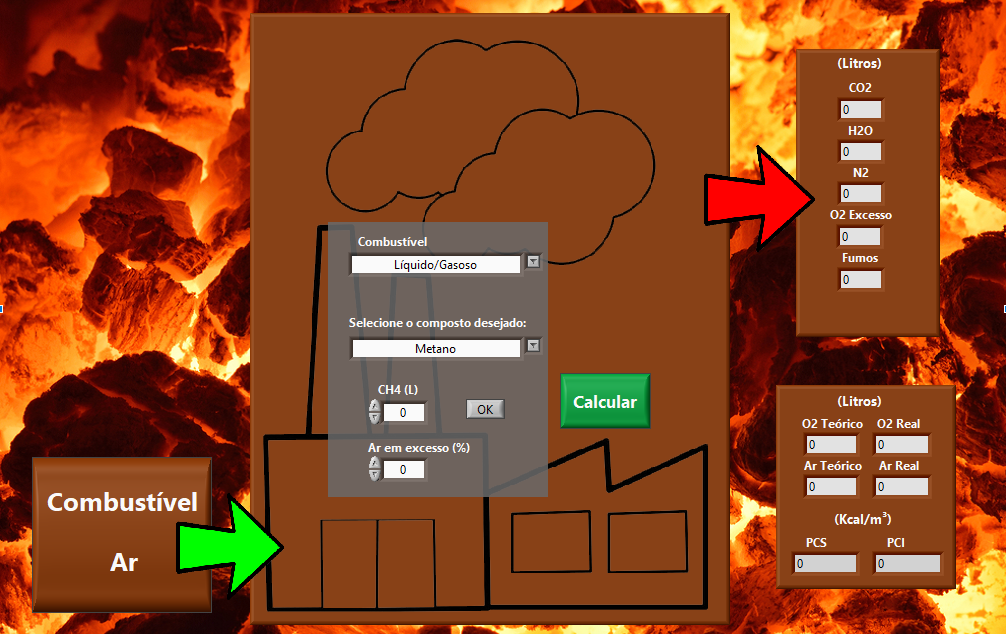 Combustível
Líquido/Gasoso
Selecione o composto desejado:
Metano
CH4 (L)
0
OK
Ar em excesso (%)
0
Calcular
Combustível
Ar
(Litros)
CO2
0
H2O
0
N2
0
O2 Excesso
0
Fumos
0
(Litros)
O2 Teórico O2 Real
0 0
Ar Teórico Ar Real
0 0
(Kcal/m³)
PCS PCI
0 0